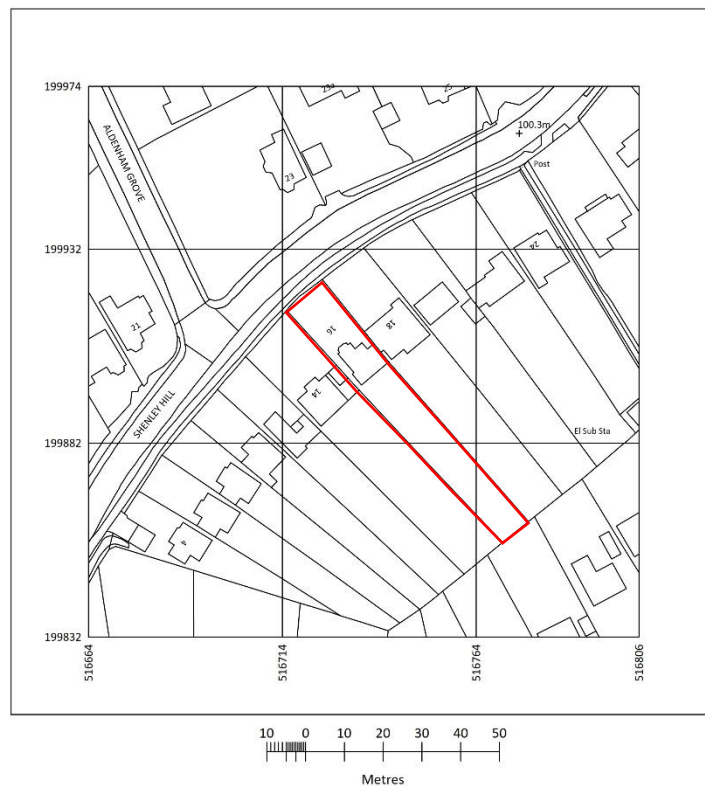 199974
23a
25
100.3m
ALDENHAM GROVE
23
Post
199932
24
21
16
18
14
SHENLEY HILL
El Sub Sta
199882
4
199832
516664
516714
516764
516806
10 0 10 20 30 40 50
Metres